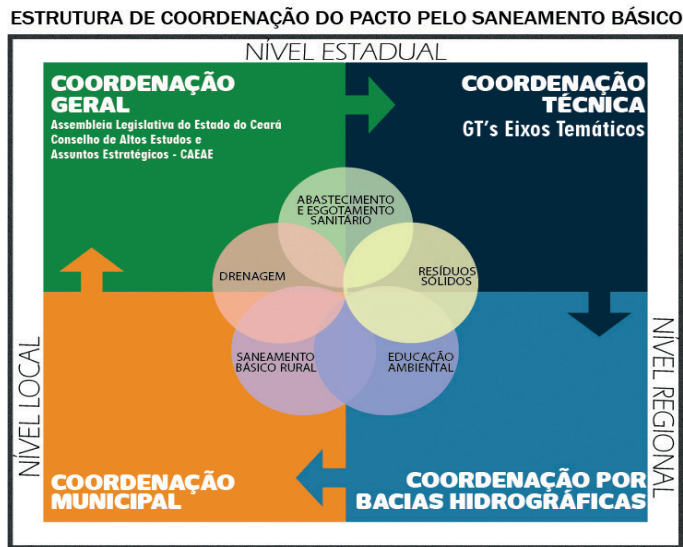 ESTRUTURA DE COORDENAÇÃO DO PACTO PELO SANEAMENTO BÁSICO
NÍVEL ESTADUAL
COORDENAÇÃO
GERAL
Assembleia Legislativa do Estado do Ceará
Conselho de Altos Estudos e
Assuntos Estratégicos - CAEAE
COORDENAÇÃO
TÉCNICA
GT's Eixos Temáticos
ABASTECIMENTO
E ESGOTAMENTO
SANITÁRIO
DRENAGEM
RESÍDUOS
SÓLIDOS
SANEAMENTO
BÁSICO RURAL
EDUCAÇÃO
AMBIENTAL
NÍVEL LOCAL
NÍVEL REGIONAL
COORDENAÇÃO
MUNICIPAL
COORDENAÇÃO POR
BACIAS HIDROGRÁFICAS